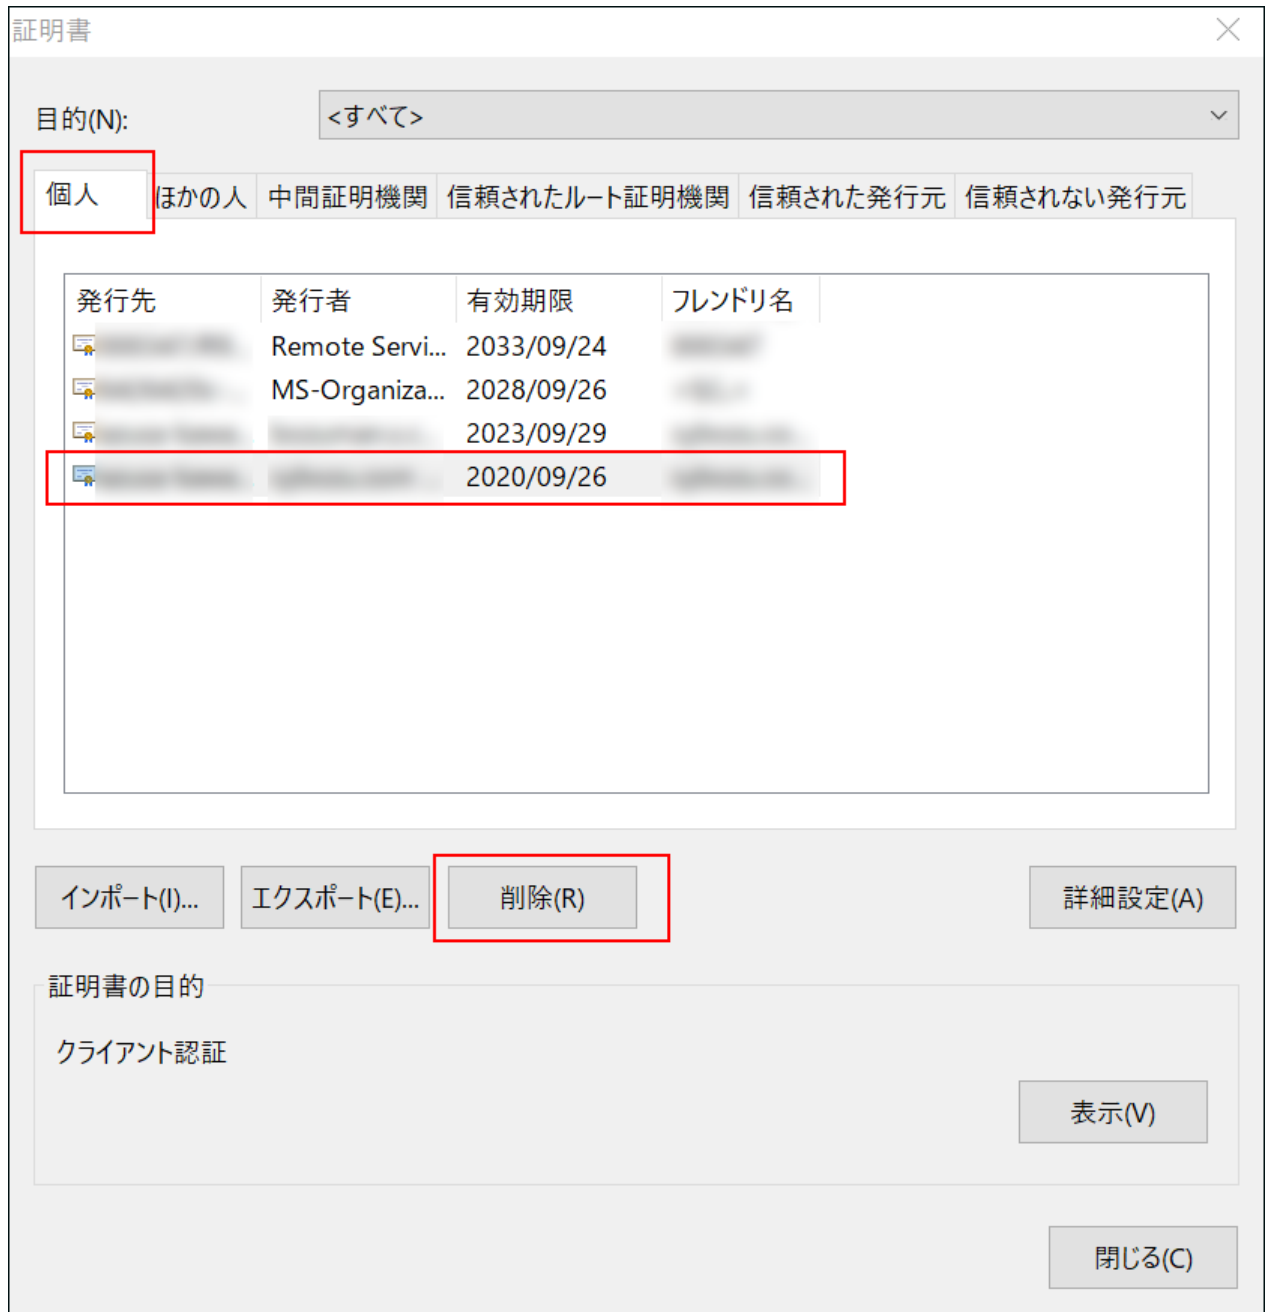 証明書
目的(N):
<すべて>
個人
ほかの人
中間証明機関
信頼されたルート証明機関
信頼された発行元
信頼されない発行元
発行先 発行者 有効期限 フレンドリ名
Remote Servi... 2033/09/24
MS-Organiza... 2028/09/26
2023/09/29
2020/09/26
インポート(I)...
エクスポート(E)...
削除(R)
詳細設定(A)
証明書の目的
クライアント認証
表示(V)
閉じる(C)